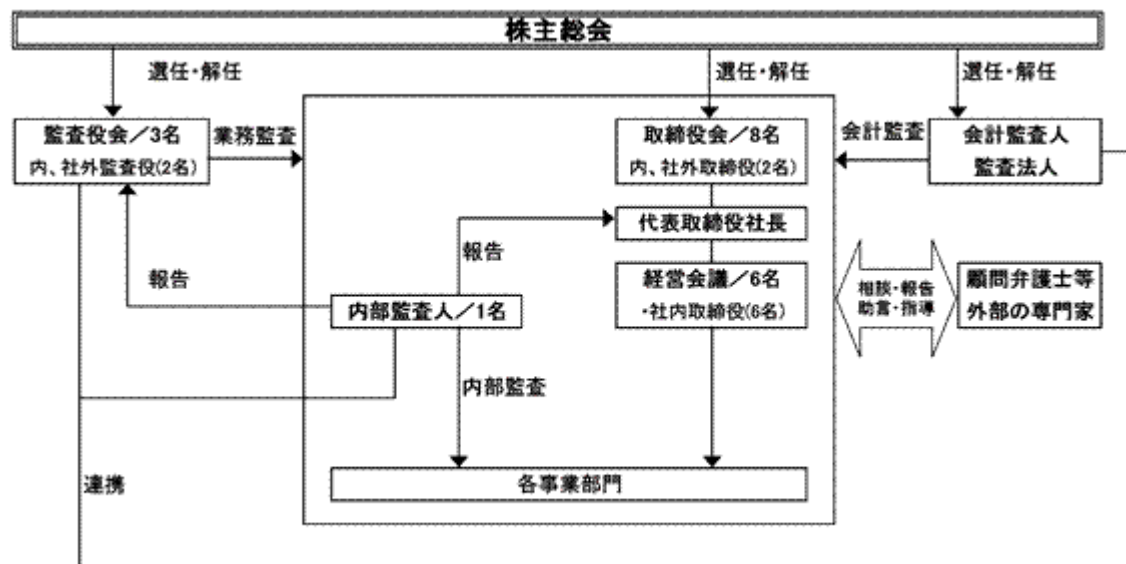 株主総会
選任・解任
選任・解任
選任・解任
監査役会／3名
内、社外監査役(2名)
業務監査
取締役会／8名
内、社外取締役(2名)
会計監査
会計監査人
監査法人
代表取締役社長
報告
報告
経営会議／6名
・社内取締役(6名)
内部監査人／1名
相談・報告
助言・指導
顧問弁護士等
外部の専門家
内部監査
各事業部門
連携